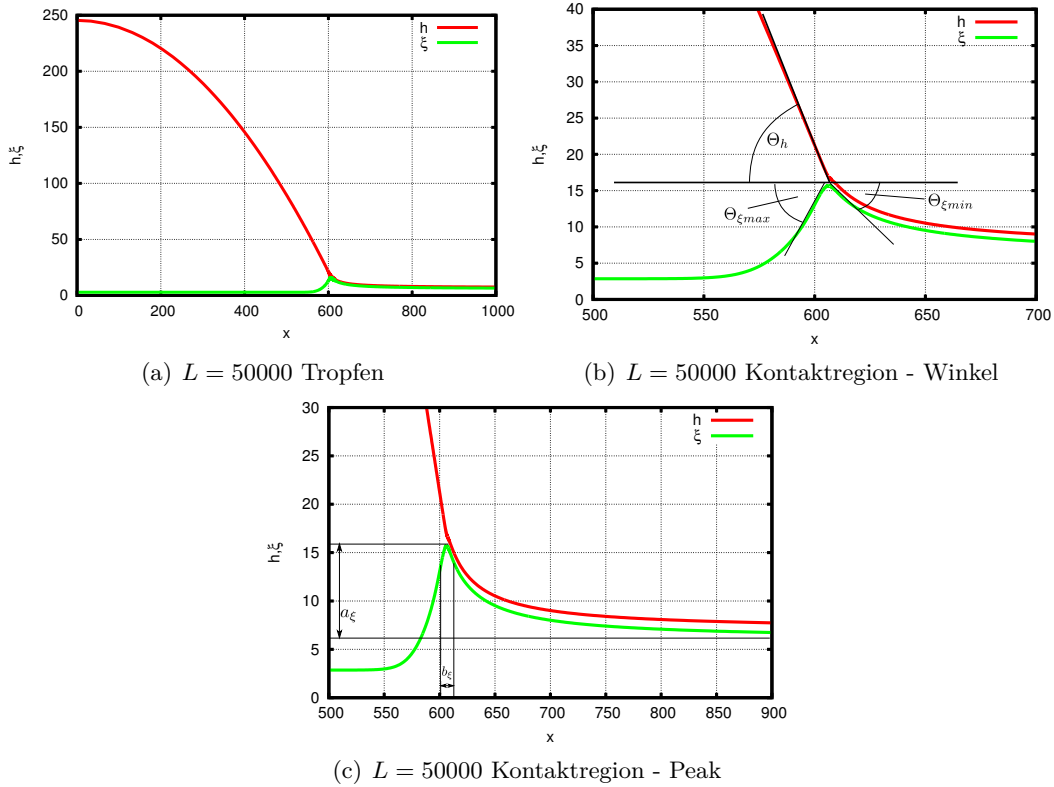 250
200
150
100
50
0
h,ξ
h
ξ
0 200 400 600 800 1000
x
(a) L = 50000 Tropfen
40
35
30
25
20
15
10
5
0
h,ξ
h
ξ
Θh
Θξmax
Θξmin
500 550 600 650 700
x
(b) L = 50000 Kontaktregion - Winkel
30
25
20
15
10
5
0
h,ξ
h
ξ
aξ
bξ
500 550 600 650 700 750 800 850 900
x
(c) L = 50000 Kontaktregion - Peak